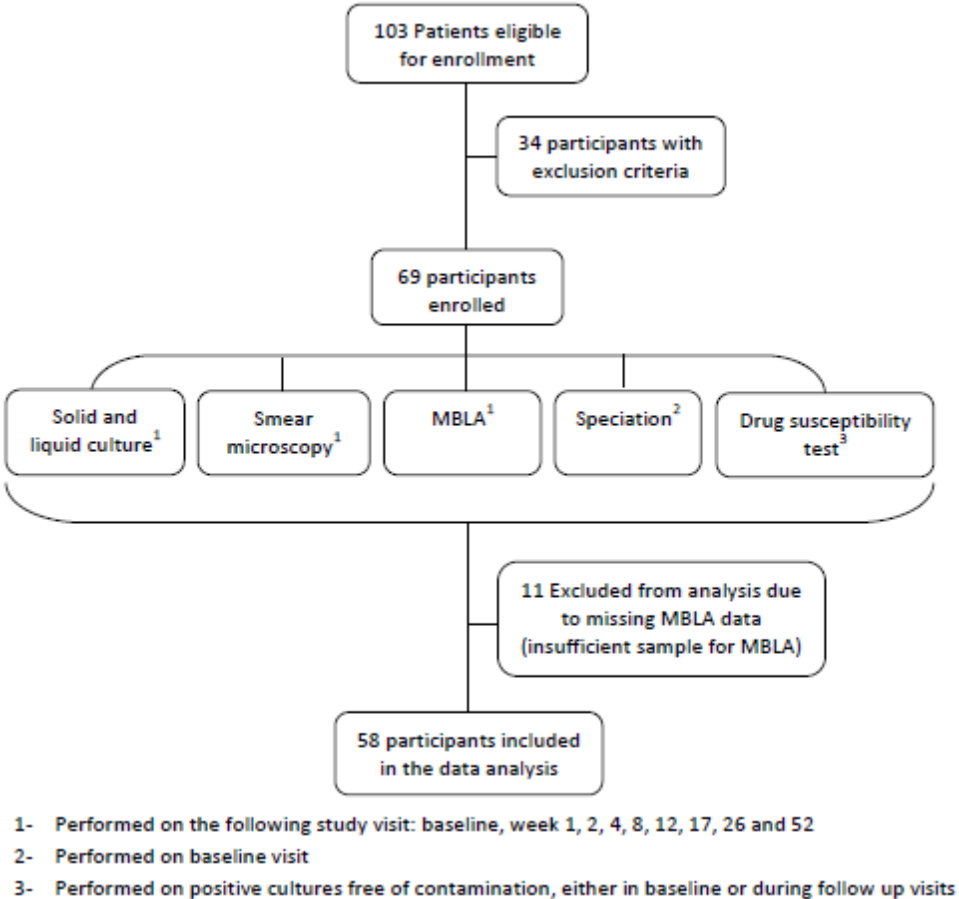 103 Patients eligible
for enrollment
34 participants with
exclusion criteria
69 participants
enrolled
Solid and
liquid culture1
Smear
microscopy1
MBLA1
Speciation2
Drug susceptibility
test3
11 Excluded from analysis due
to missing MBLA data
(insufficient sample for MBLA)
58 participants included
in the data analysis
1- Performed on the following study visit: baseline, week 1, 2, 4, 8, 12, 17, 26 and 52
2- Performed on baseline visit
3- Performed on positive cultures free of contamination, either in baseline or during follow up visits